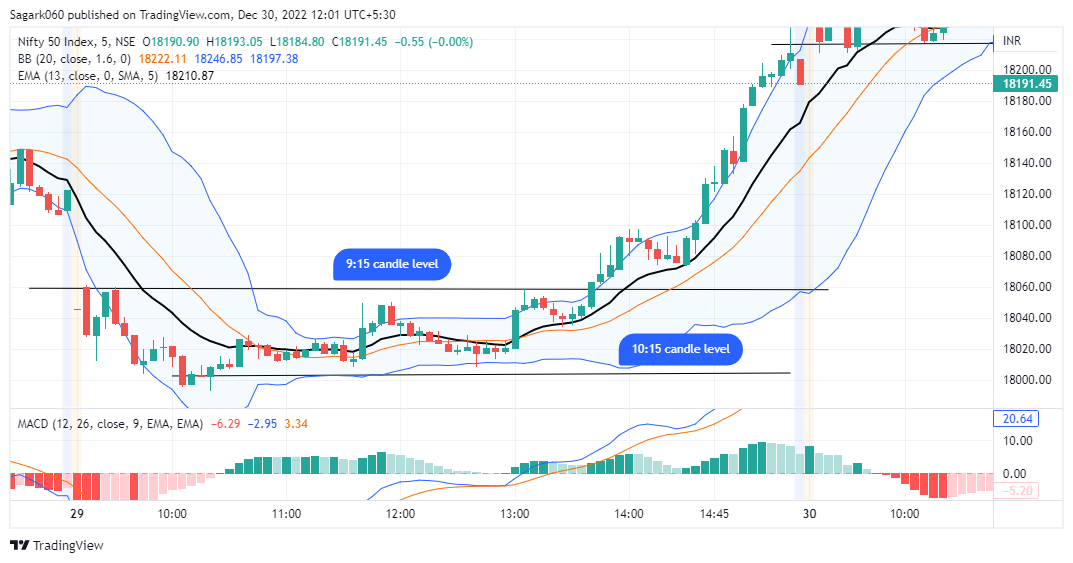 Sagark060 published on TradingView.com, Dec 30, 2022 12:01 UTC+5:30
Nifty 50 Index, 5, NSE O18190.90 H18193.05 L18184.80 C18191.45 −0.55 (−0.00%)
BB (20, close, 1.6, 0) 18222.11 18246.85 18197.38
EMA (13, close, 0, SMA, 5) 18210.87
INR
18200.00
18191.45
18180.00
18160.00
18140.00
18120.00
18100.00
18080.00
9:15 candle level
18060.00
18040.00
10:15 candle level
18020.00
18000.00
MACD (12, 26, close, 9, EMA, EMA) −6.29 −2.95 3.34
20.64
10.00
0.00
−5.20
29 10:00 11:00 12:00 13:00 14:00 14:45 30 10:00
TradingView